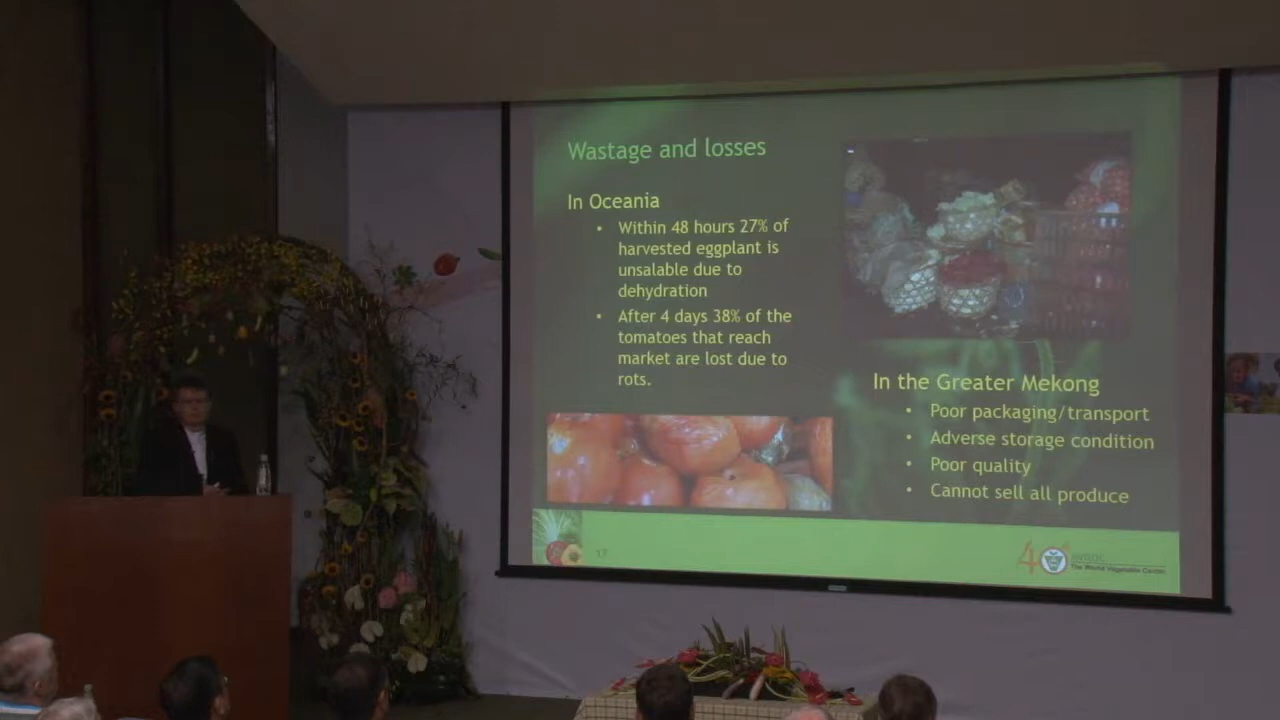 Wastage and losses
In Oceania
• Within 48 hours 27% of
harvested eggplant is
unsalable due to
dehydration
• After 4 days 38% of the
tomatoes that reach
market are lost due to
rots.
In the Greater Mekong
• Poor packaging/transport
• Adverse storage condition
• Poor quality
• Cannot sell all produce
17
40
The World Vegetable Center